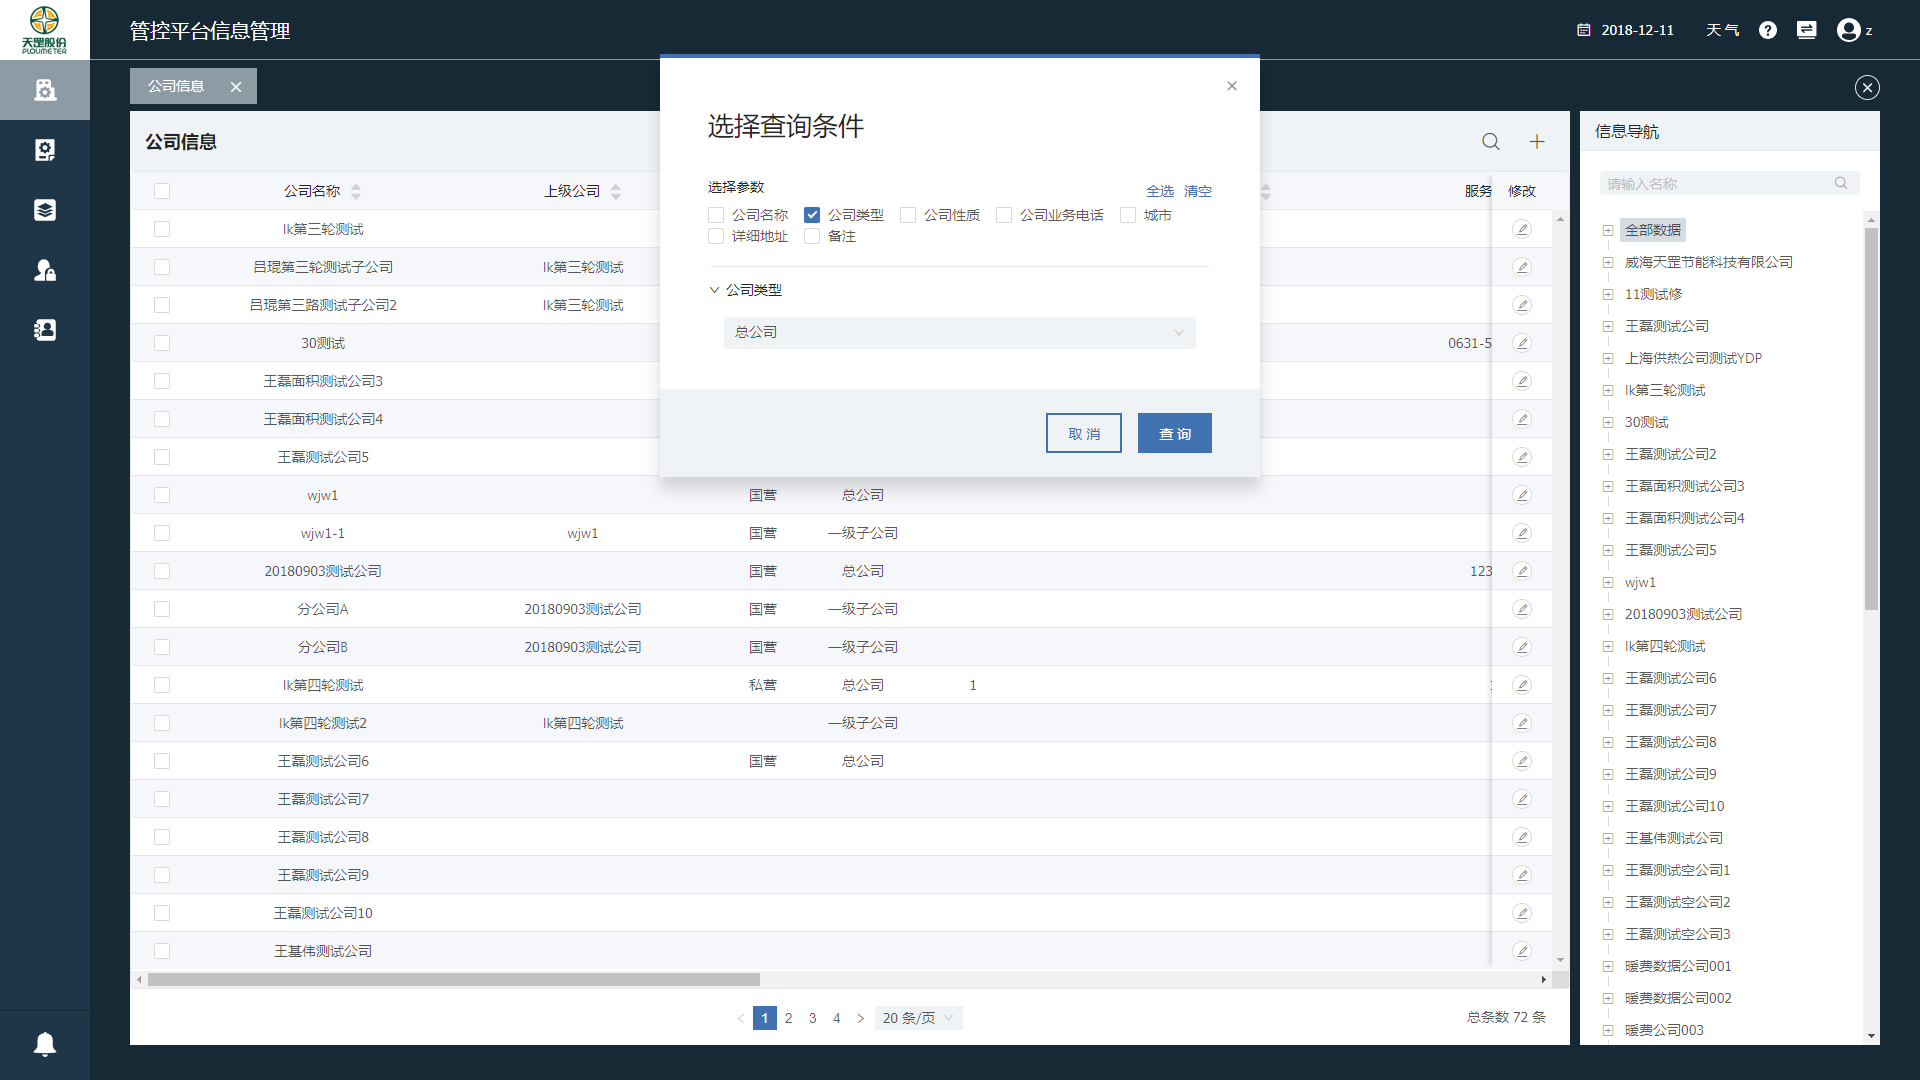 天罡股份
PLOUMETER
管控平台信息管理
2018-12-11
天 气
z
公司信息
公司信息
公司名称
上级公司
服务
修改
lk第三轮测试
吕琨第三轮测试子公司 lk第三轮测试
吕琨第三路测试子公司2 lk第三轮测试
30测试 0631-5
王磊面积测试公司3
王磊面积测试公司4
王磊测试公司5
wjw1 国营 总公司
wjw1-1 wjw1 国营 一级子公司
20180903测试公司 国营 总公司 123
分公司A 20180903测试公司 国营 一级子公司
分公司B 20180903测试公司 国营 一级子公司
lk第四轮测试 私营 总公司 1
lk第四轮测试2 lk第四轮测试 一级子公司
王磊测试公司6 国营 总公司
王磊测试公司7
王磊测试公司8
王磊测试公司9
王磊测试公司10
王基伟测试公司
1 2 3 4 20 条/页
总条数 72 条
选择查询条件
选择参数
全选 清空
公司名称 公司类型 公司性质 公司业务电话 城市
详细地址 备注
公司类型
总公司
取 消
查 询
信息导航
请输入名称
全部数据
威海天罡节能科技有限公司
11测试修
王磊测试公司
上海供热公司测试YDP
lk第三轮测试
30测试
王磊测试公司2
王磊面积测试公司3
王磊面积测试公司4
王磊测试公司5
wjw1
20180903测试公司
lk第四轮测试
王磊测试公司6
王磊测试公司7
王磊测试公司8
王磊测试公司9
王磊测试公司10
王基伟测试公司
王磊测试空公司1
王磊测试空公司2
王磊测试空公司3
暖费数据公司001
暖费数据公司002
暖费公司003